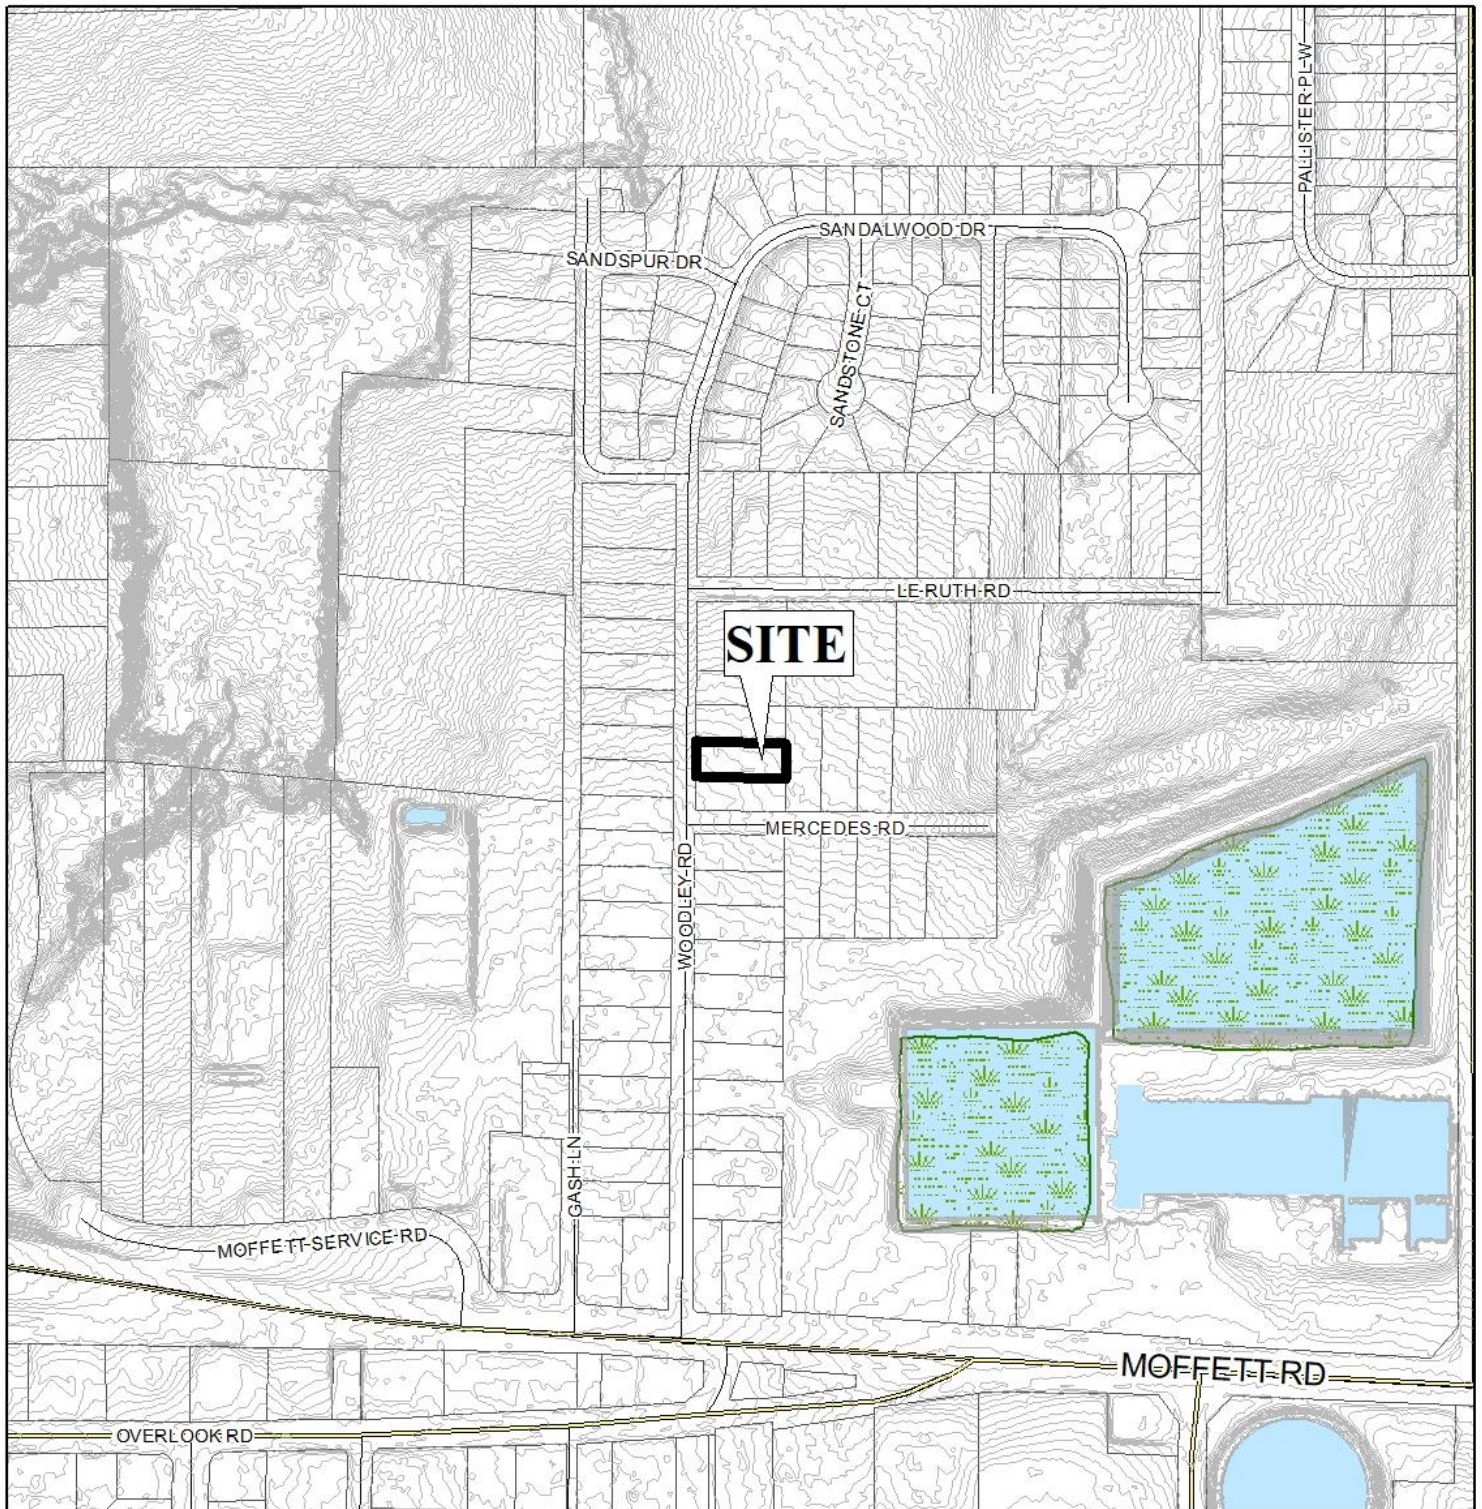 PALLISTER PL W
SANDALWOOD DR
SANDSPUR DR
SANDSTONE CT
LE RUTH RD
SITE
MERCEDES RD
WOODLEY RD
GASH LN
MOFFETT SERVICE RD
MOFFETT RD
OVERLOOK RD